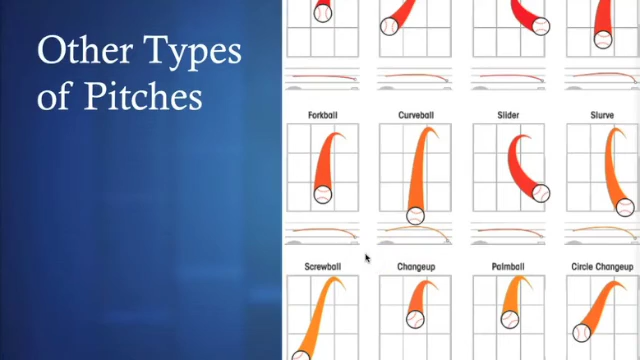 Other Types
of Pitches
Forkball
Curveball
Slider
Slurve
Screwball
Changeup
Palmball
Circle Changeup